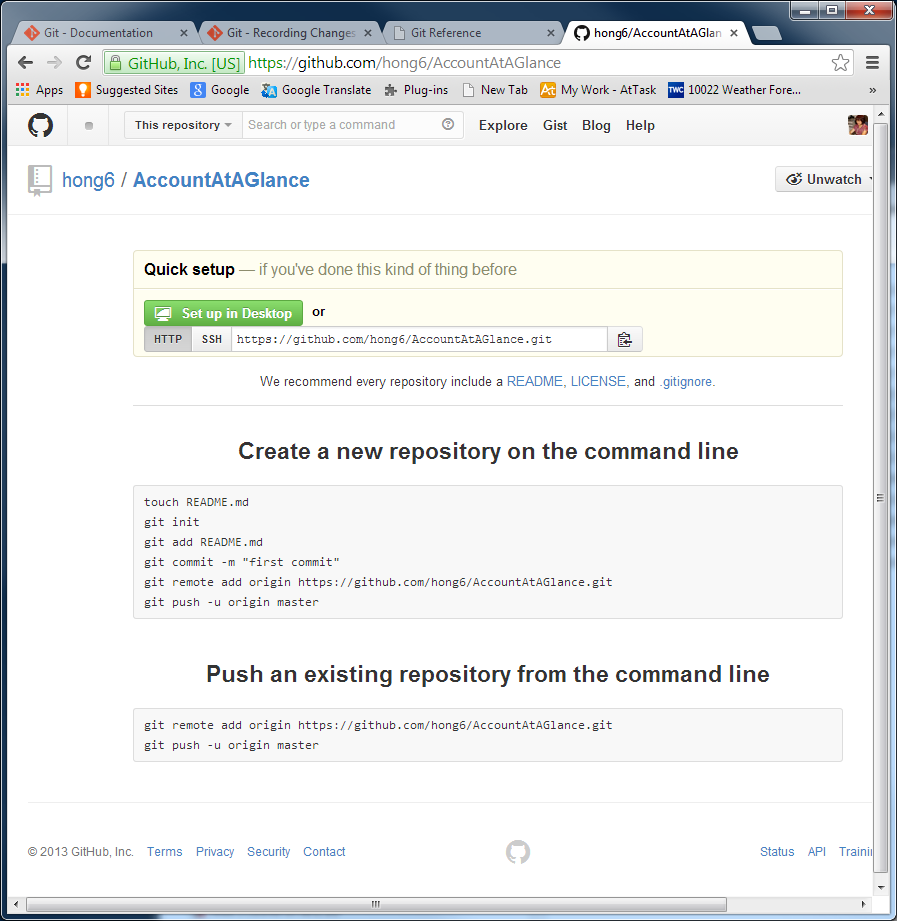 Git - Documentation
Git - Recording Changes
Git Reference
hong6/AccountAtAGlan
GitHub, Inc. [US] https://github.com/hong6/AccountAtAGlance
Apps Suggested Sites Google Google Translate Plug-ins New Tab My Work - AtTask TWC 10022 Weather Fore... »
This repository Search or type a command Explore Gist Blog Help
hong6 / AccountAtAGlance
Unwatch
Quick setup — if you've done this kind of thing before
Set up in Desktop or
HTTP SSH https://github.com/hong6/AccountAtAGlance.git
We recommend every repository include a README, LICENSE, and .gitignore.
Create a new repository on the command line
touch README.md
git init
git add README.md
git commit -m "first commit"
git remote add origin https://github.com/hong6/AccountAtAGlance.git
git push -u origin master
Push an existing repository from the command line
git remote add origin https://github.com/hong6/AccountAtAGlance.git
git push -u origin master
© 2013 GitHub, Inc. Terms Privacy Security Contact
Status API Trainin